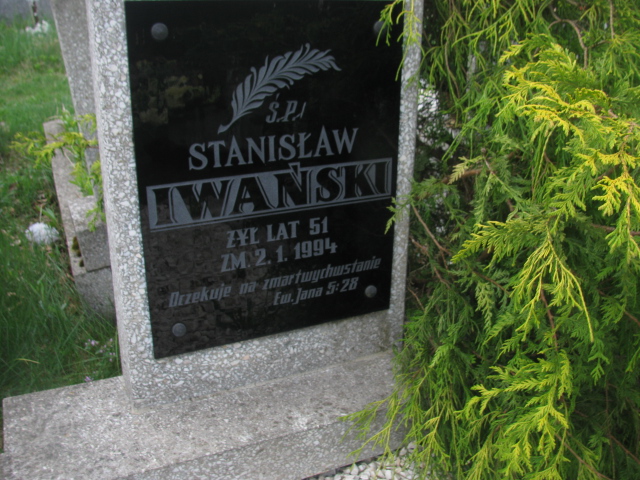 Ś.P.
STANISŁAW
IWAŃSKI
ŻYŁ LAT 51
ZM. 2.1.1994
Oczekuje na zmartwychwstanie
Ew. Jana 5:28